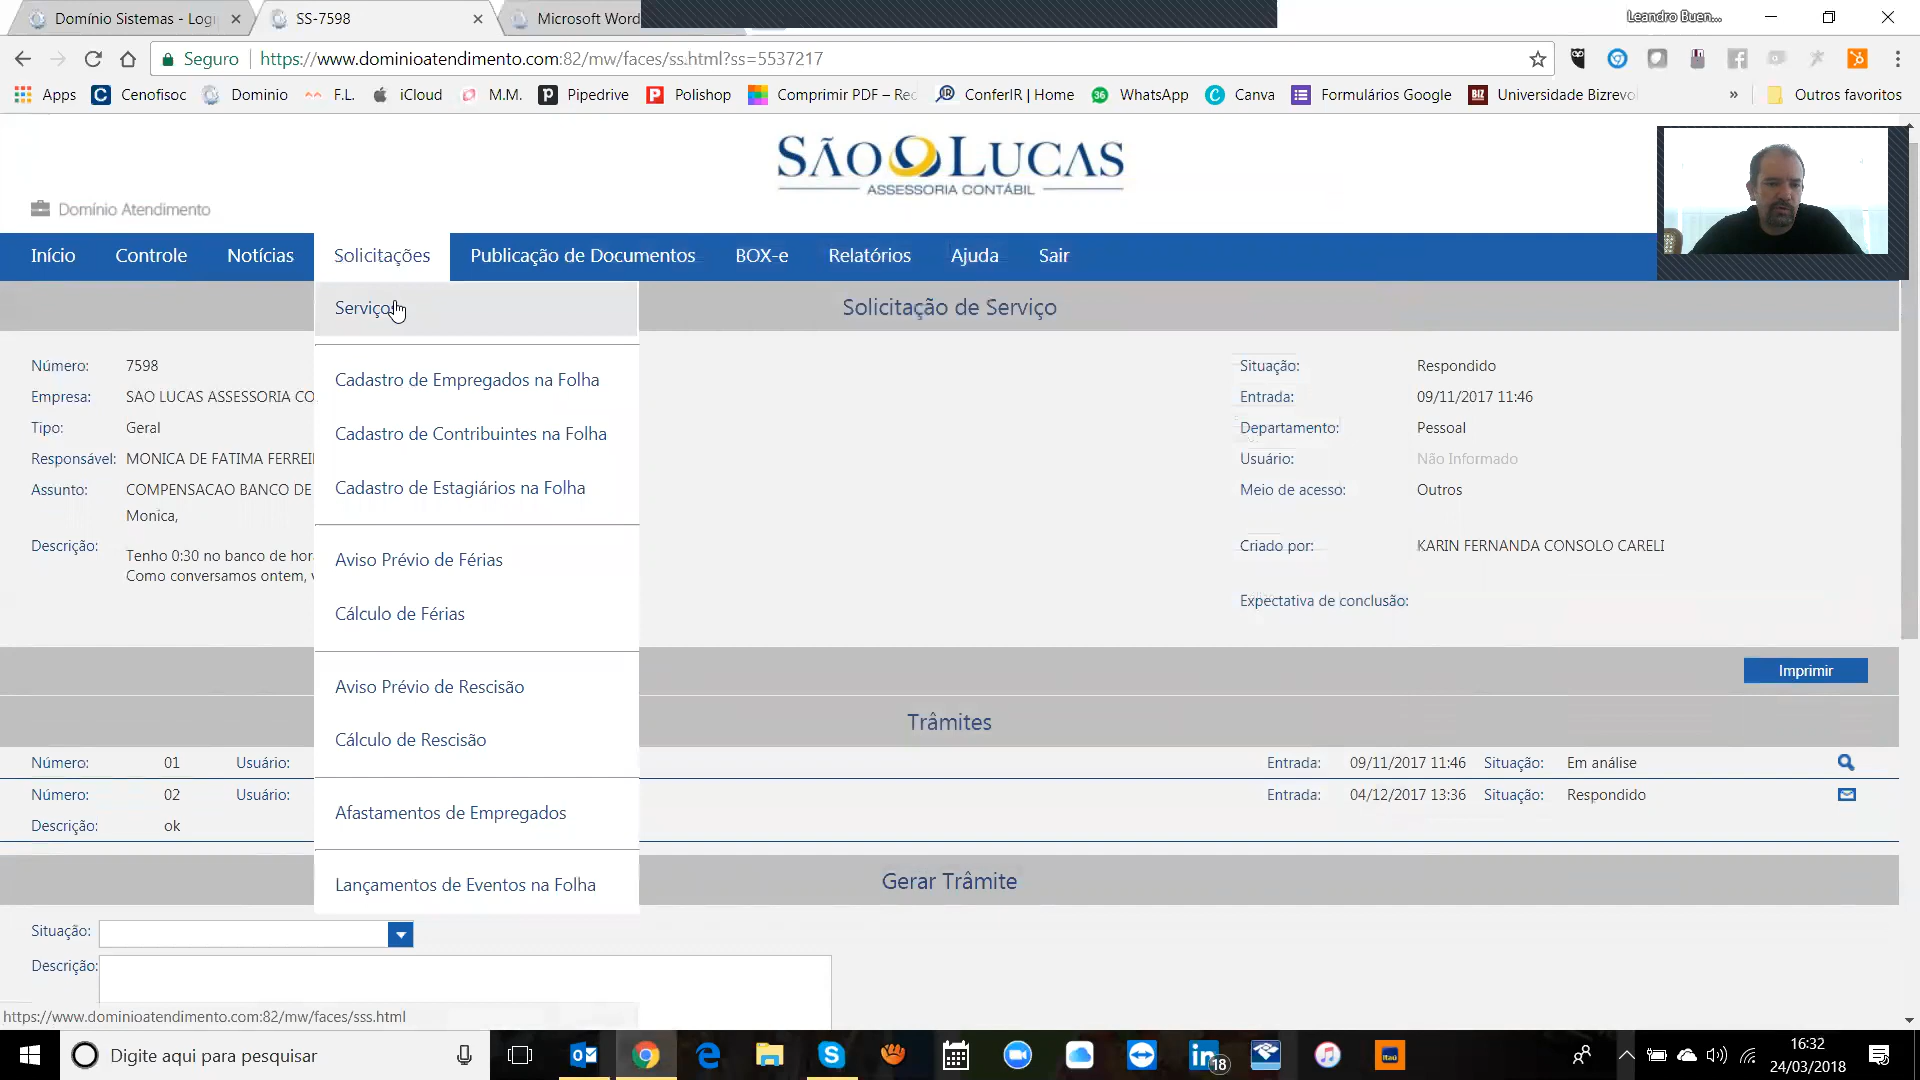 Domínio Sistemas - Logi
SS-7598
Microsoft Word
Leandro Buen...
Seguro
https://www.dominioatendimento.com:82/mw/faces/ss.html?ss=5537217
Apps
Cenofisoc
Dominio
F.L.
iCloud
M.M.
Pipedrive
Polishop
Comprimir PDF – Rec
ConferIR | Home
WhatsApp
Canva
Formulários Google
Universidade Bizrevo
»
Outros favoritos
SÃO LUCAS
ASSESSORIA CONTÁBIL
Domínio Atendimento
Início
Controle
Notícias
Solicitações
Publicação de Documentos
BOX-e
Relatórios
Ajuda
Sair
Serviço
Solicitação de Serviço
Cadastro de Empregados na Folha
Cadastro de Contribuintes na Folha
Cadastro de Estagiários na Folha
Aviso Prévio de Férias
Cálculo de Férias
Aviso Prévio de Rescisão
Cálculo de Rescisão
Afastamentos de Empregados
Lançamentos de Eventos na Folha
Número: 7598
Empresa: SAO LUCAS ASSESSORIA CO
Tipo: Geral
Responsável: MONICA DE FATIMA FERREI
Assunto: COMPENSACAO BANCO DE
Monica,
Descrição:
Tenho 0:30 no banco de hor
Como conversamos ontem, v
Situação: Respondido
Entrada: 09/11/2017 11:46
Departamento: Pessoal
Usuário: Não Informado
Meio de acesso: Outros
Criado por: KARIN FERNANDA CONSOLO CARELI
Expectativa de conclusão:
Imprimir
Trâmites
Número: 01 Usuário: Entrada: 09/11/2017 11:46 Situação: Em análise
Número: 02 Usuário: Entrada: 04/12/2017 13:36 Situação: Respondido
Descrição: ok
Gerar Trâmite
Situação:
Descrição:
https://www.dominioatendimento.com:82/mw/faces/sss.html
Digite aqui para pesquisar
18
16:32
24/03/2018